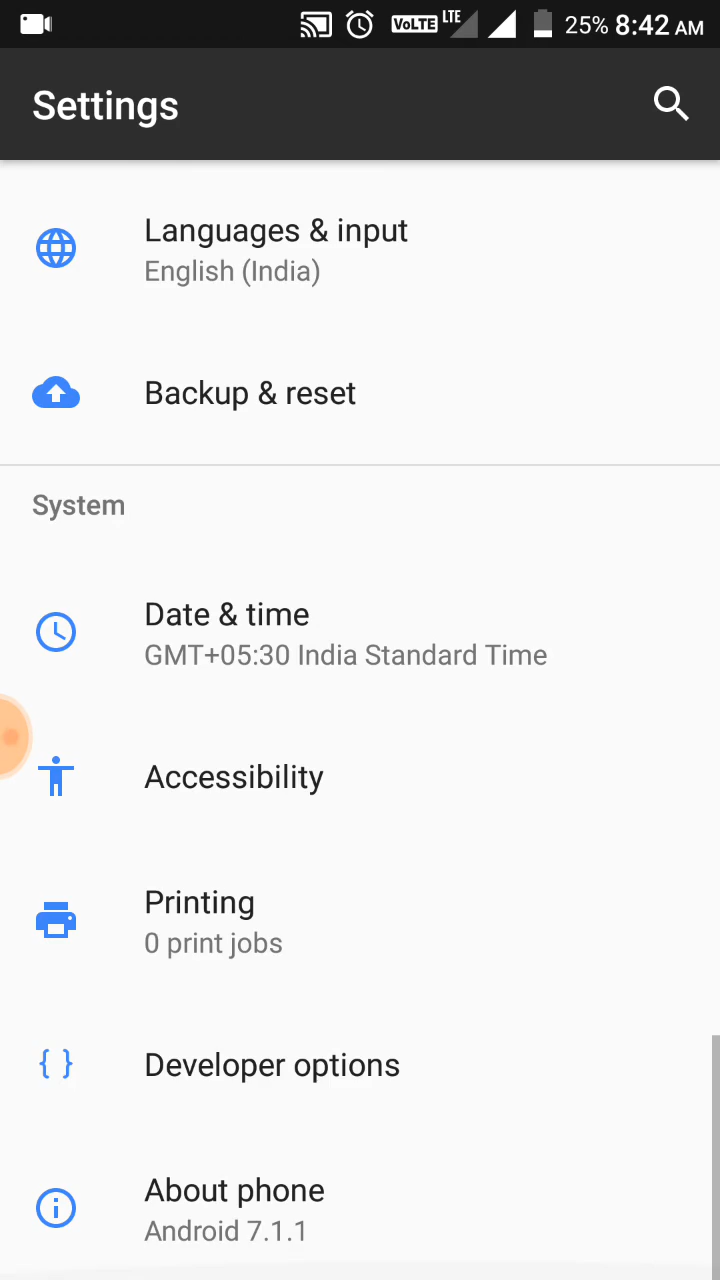 VoLTE LTE 25% 8:42 AM
Settings
Languages & input
English (India)
Backup & reset
System
Date & time
GMT+05:30 India Standard Time
Accessibility
Printing
0 print jobs
{ } Developer options
About phone
Android 7.1.1